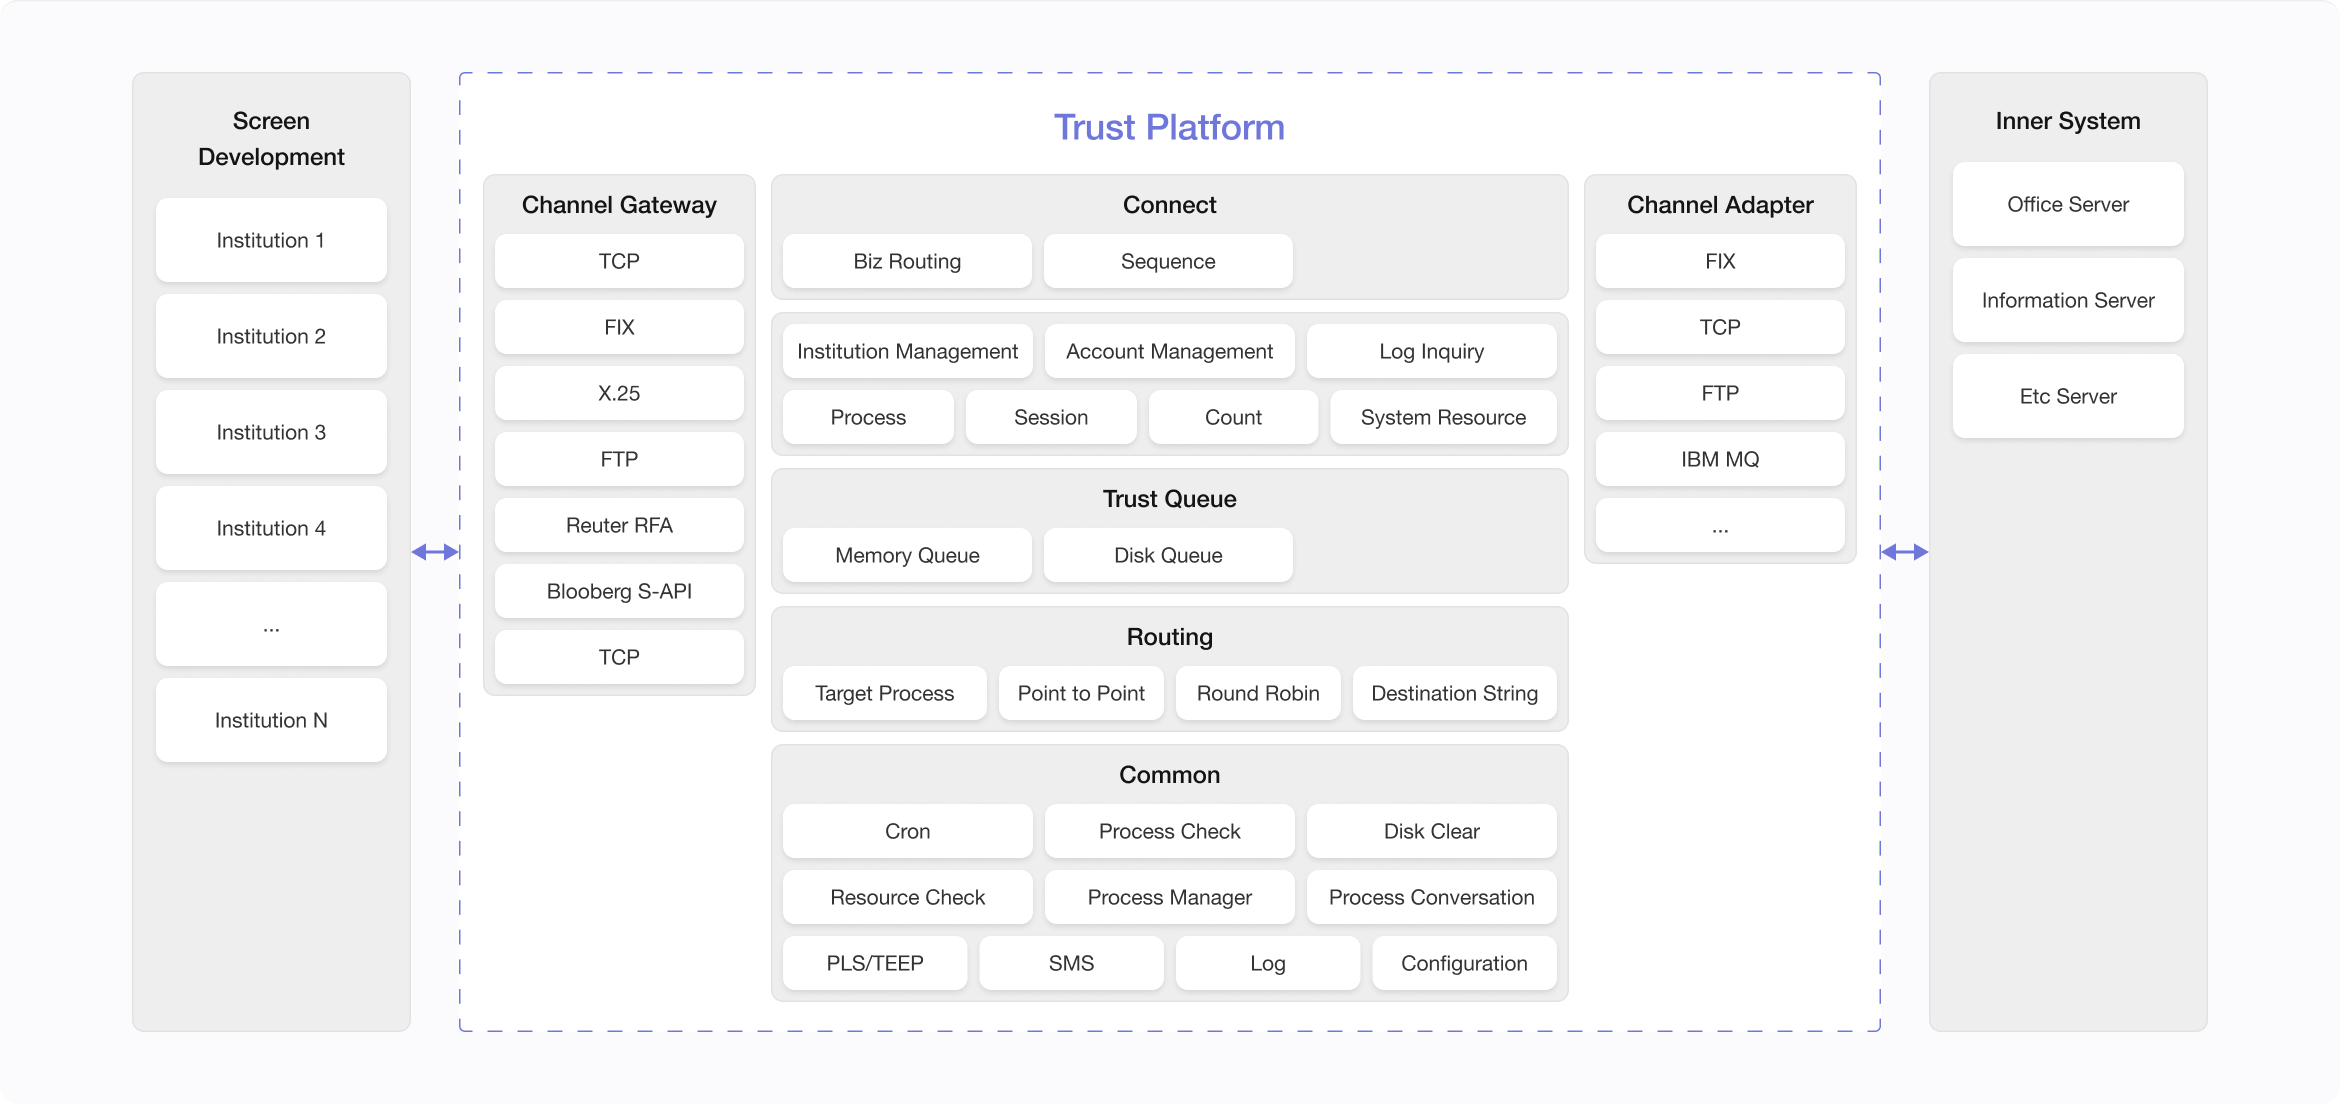 Screen
Development
Institution 1
Institution 2
Institution 3
Institution 4
...
Institution N
Trust Platform
Channel Gateway
TCP
FIX
X.25
FTP
Reuter RFA
Blooberg S-API
TCP
Connect
Biz Routing
Sequence
Institution Management
Account Management
Log Inquiry
Process
Session
Count
System Resource
Trust Queue
Memory Queue
Disk Queue
Routing
Target Process
Point to Point
Round Robin
Destination String
Common
Cron
Process Check
Disk Clear
Resource Check
Process Manager
Process Conversation
PLS/TEEP
SMS
Log
Configuration
Channel Adapter
FIX
TCP
FTP
IBM MQ
...
Inner System
Office Server
Information Server
Etc Server